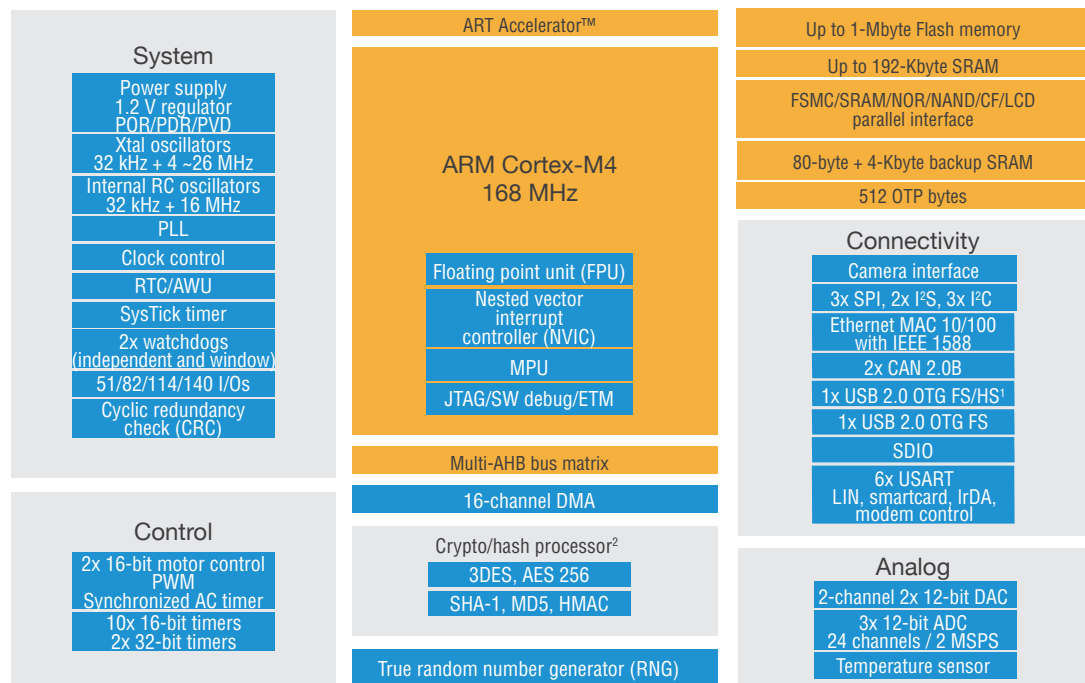 System
Power supply
1.2 V regulator
POR/PDR/PVD
Xtal oscillators
32 kHz + 4 ~26 MHz
Internal RC oscillators
32 kHz + 16 MHz
PLL
Clock control
RTC/AWU
SysTick timer
2x watchdogs
(independent and window)
51/82/114/140 I/Os
Cyclic redundancy
check (CRC)
Control
2x 16-bit motor control
PWM
Synchronized AC timer
10x 16-bit timers
2x 32-bit timers
ART Accelerator™
ARM Cortex-M4
168 MHz
Floating point unit (FPU)
Nested vector
interrupt
controller (NVIC)
MPU
JTAG/SW debug/ETM
Multi-AHB bus matrix
16-channel DMA
Crypto/hash processor²
3DES, AES 256
SHA-1, MD5, HMAC
True random number generator (RNG)
Up to 1-Mbyte Flash memory
Up to 192-Kbyte SRAM
FSMC/SRAM/NOR/NAND/CF/LCD
parallel interface
80-byte + 4-Kbyte backup SRAM
512 OTP bytes
Connectivity
Camera interface
3x SPI, 2x I²S, 3x I²C
Ethernet MAC 10/100
with IEEE 1588
2x CAN 2.0B
1x USB 2.0 OTG FS/HS¹
1x USB 2.0 OTG FS
SDIO
6x USART
LIN, smartcard, IrDA,
modem control
Analog
2-channel 2x 12-bit DAC
3x 12-bit ADC
24 channels / 2 MSPS
Temperature sensor